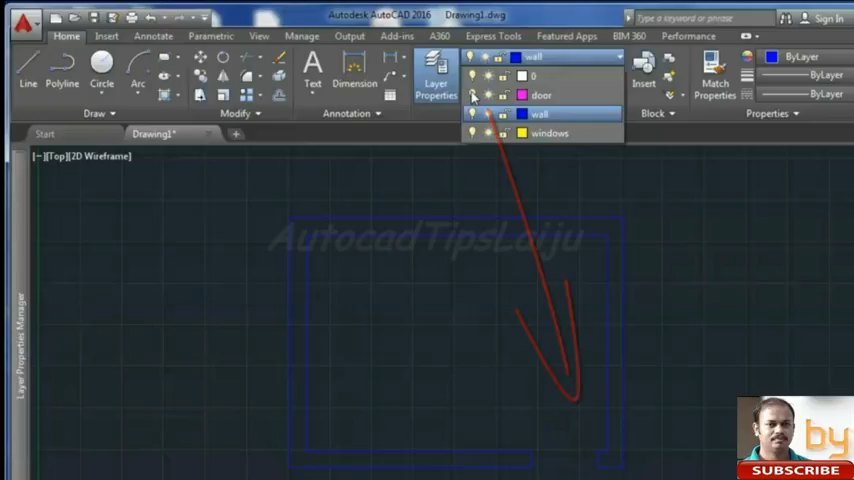 Autodesk AutoCAD 2016 Drawing1.dwg
Type a keyword or phrase
Sign In
Home Insert Annotate Parametric View Manage Output Add-ins A360 Express Tools Featured Apps BIM 360 Performance
wall
ByLayer
0
Line Polyline Text Dimension Layer Properties Insert Match Properties
door
ByLayer
ByLayer
wall
Draw Modify Annotation Block Properties
windows
Start Drawing1*
[−][Top][2D Wireframe]
AutocadTipsLaiju
Layer Properties Manager
by
SUBSCRIBE